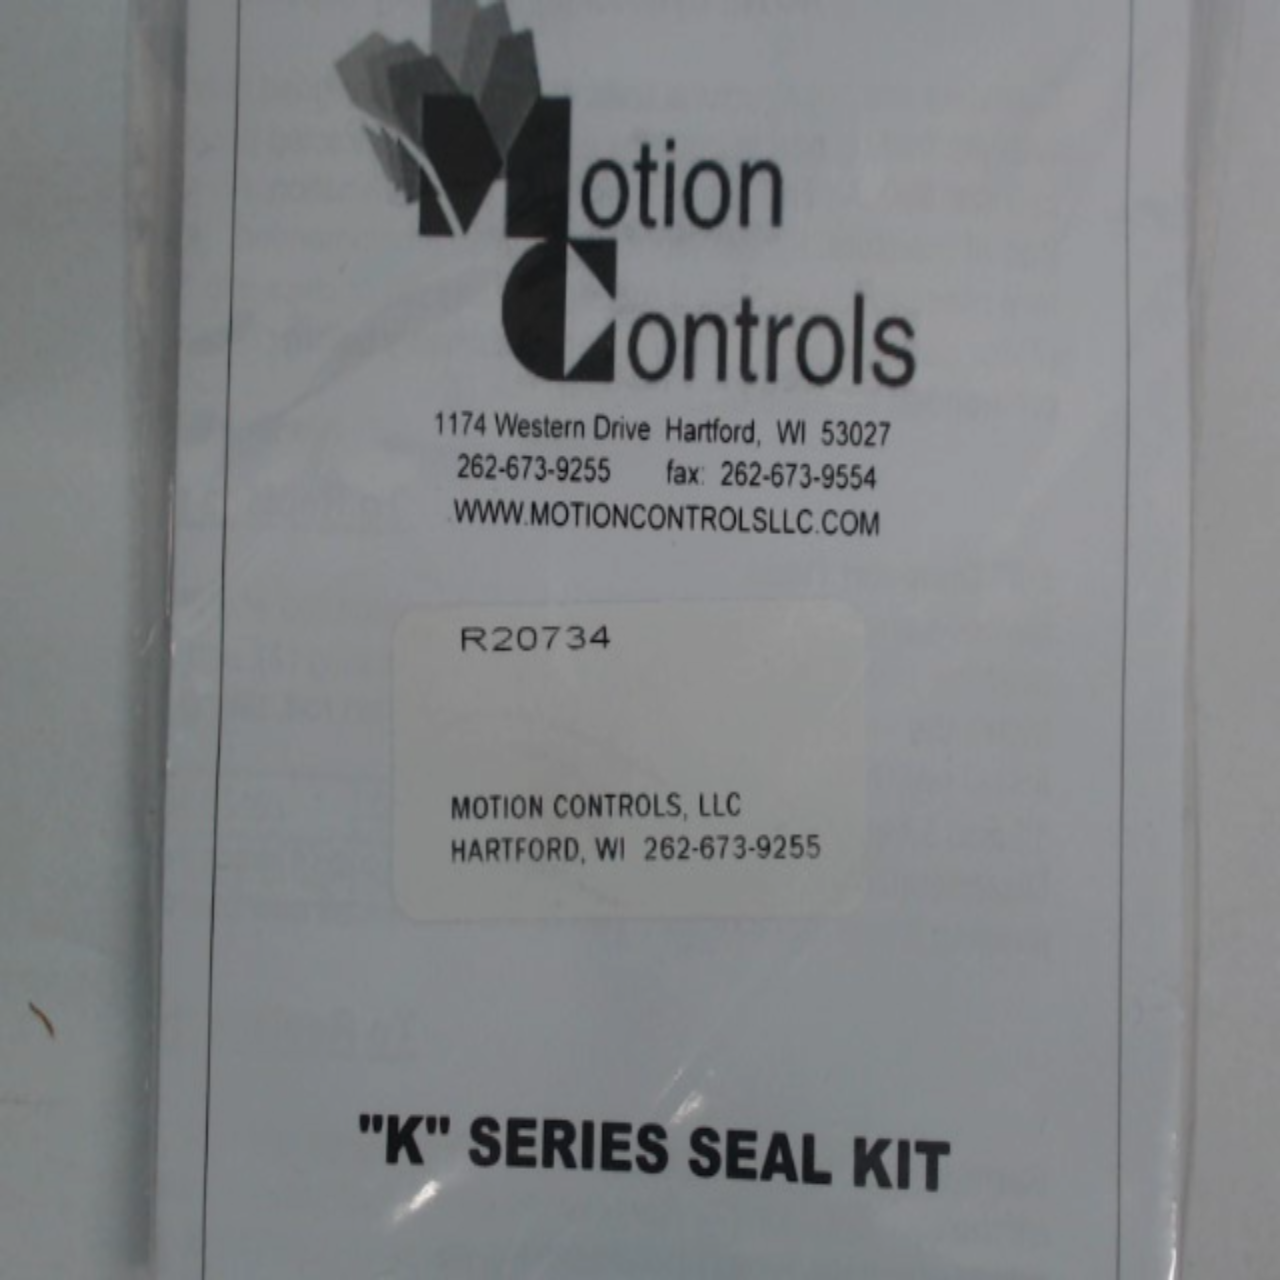 Motion
Controls
1174 Western Drive Hartford, WI 53027
262-673-9255 fax: 262-673-9554
WWW.MOTIONCONTROLSLLC.COM
R20734
MOTION CONTROLS, LLC
HARTFORD, WI 262-673-9255
"K" SERIES SEAL KIT